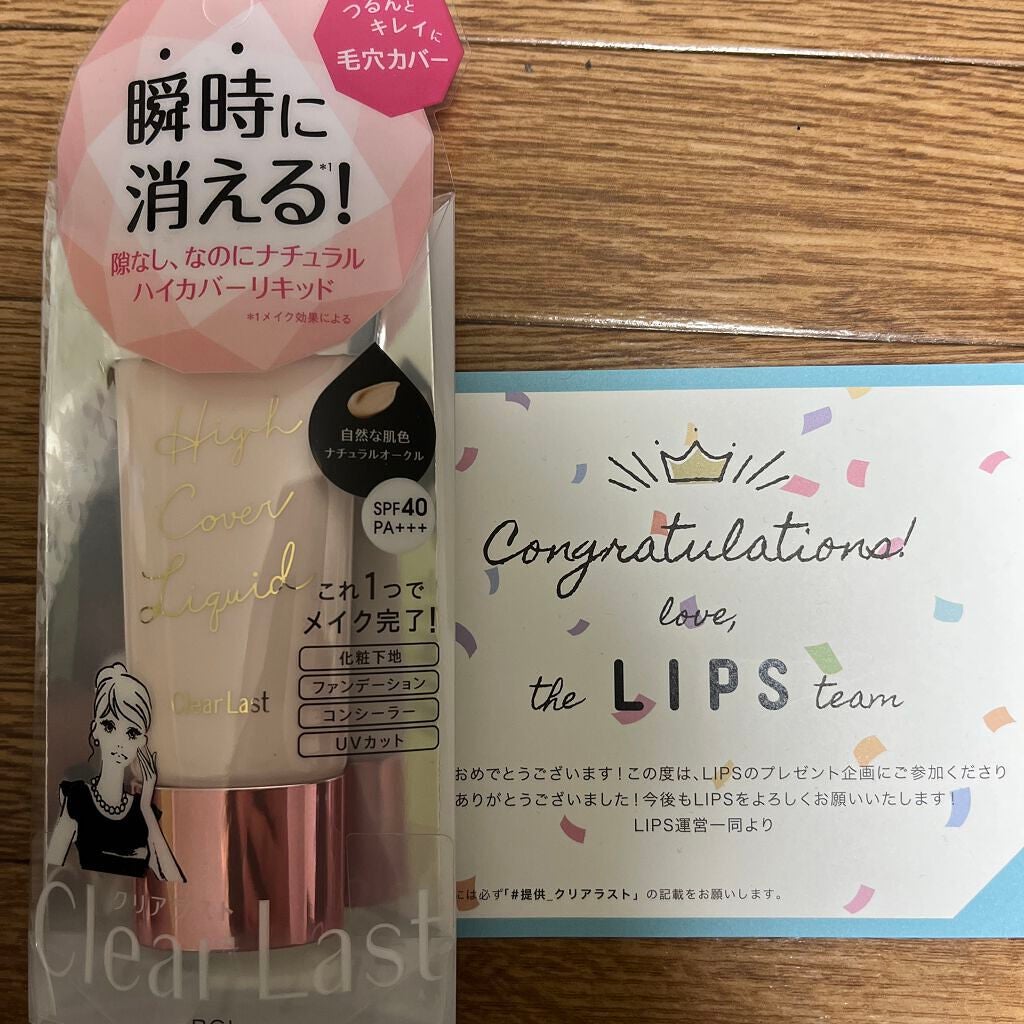 つるんと
キレイに
毛穴カバー
瞬時に
消える!*1
隙なし、なのにナチュラル
ハイカバーリキッド
*1メイク効果による
High
Cover
Liquid
自然な肌色
ナチュラルオークル
SPF40
PA+++
これ1つで
メイク完了!
化粧下地
ファンデーション
コンシーラー
UVカット
Clear Last
クリアラスト
Clear Last
Congratulations!
love,
the LIPS team
おめでとうございます!この度は、LIPSのプレゼント企画にご参加くださり
ありがとうございました!今後もLIPSをよろしくお願いいたします!
LIPS運営一同より
には必ず「#提供_クリアラスト」の記載をお願いします。